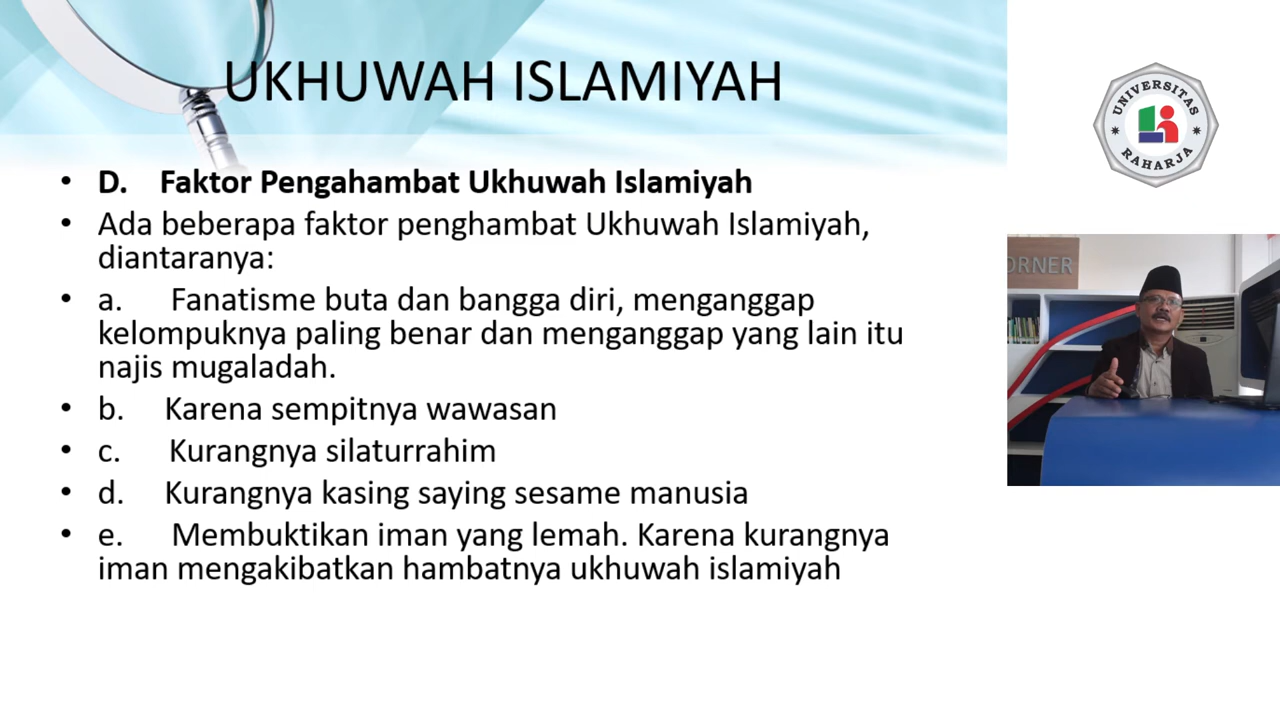 UKHUWAH ISLAMIYAH
• D. Faktor Pengahambat Ukhuwah Islamiyah
• Ada beberapa faktor penghambat Ukhuwah Islamiyah,
diantaranya:
• a. Fanatisme buta dan bangga diri, menganggap
kelompuknya paling benar dan menganggap yang lain itu
najis mugaladah.
• b. Karena sempitnya wawasan
• c. Kurangnya silaturrahim
• d. Kurangnya kasing saying sesame manusia
• e. Membuktikan iman yang lemah. Karena kurangnya
iman mengakibatkan hambatnya ukhuwah islamiyah
UNIVERSITAS
RAHARJA
ORNER